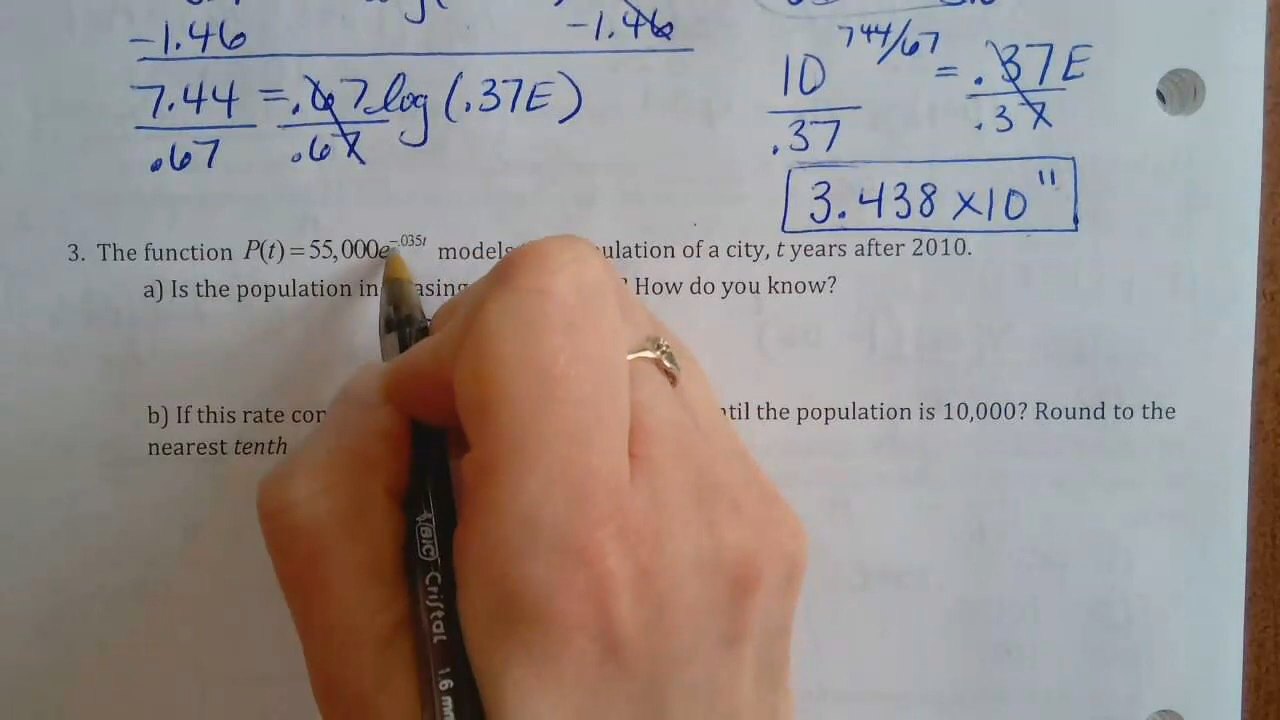 -1.46 -1.46
7.44 = .67 log (.37E)
.67 .67
10^744/67 = .37E
.37 .37
3.438 x 10^11
3. The function P(t) = 55,000e^-.035t models ulation of a city, t years after 2010.
a) Is the population in asing ? How do you know?
b) If this rate con til the population is 10,000? Round to the
nearest tenth
BIC Cristal 1.6 mm